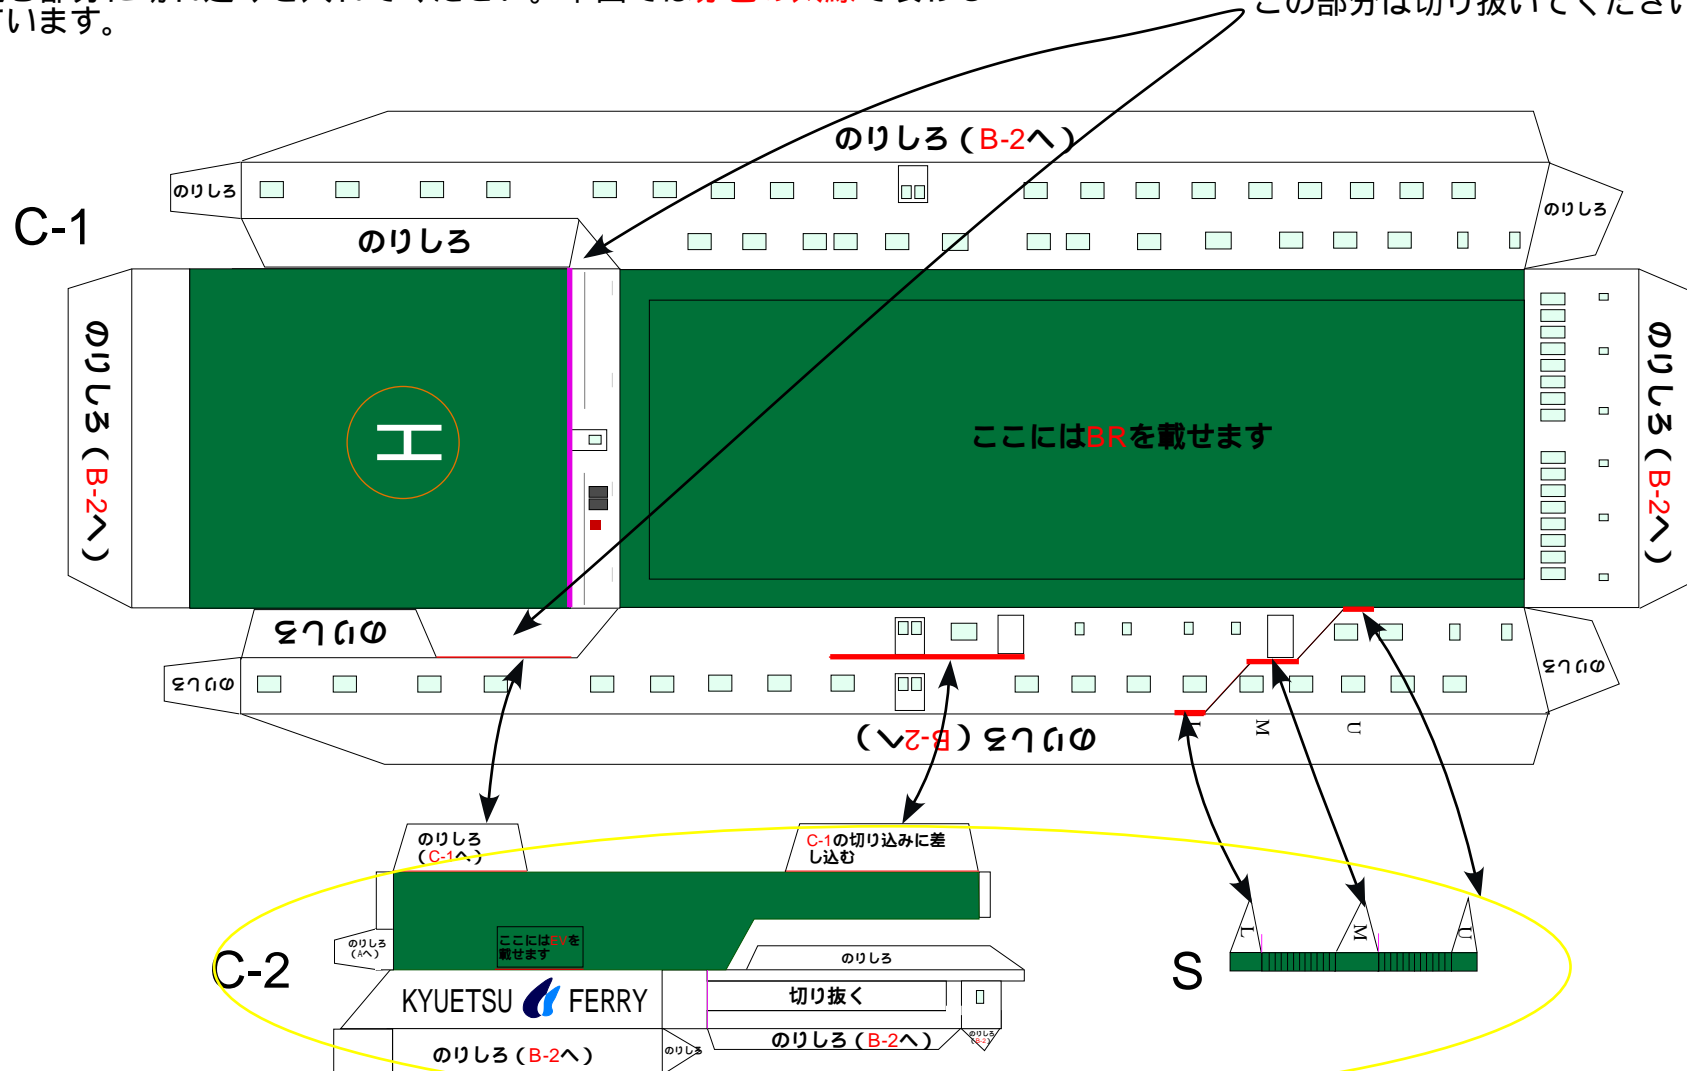 います。
この部分は切り抜いてください
のりしろ（B-2へ）
のりしろ
のりしろ
C-1
のりしろ
のりしろ（B-2へ）
H
ここにはBRを載せます
のりしろ（B-2へ）
のりしろ
のりしろ
のりしろ
のりしろ（B-2へ）
L
M
U
のりしろ
（C-1へ）
C-1の切り込みに差
し込む
のりしろ
（Aへ）
ここにはEVを
載せます
C-2
のりしろ
L
M
U
S
KYUETSU FERRY
切り抜く
のりしろ（B-2へ）
のりしろ
（B-2）
のりしろ（B-2へ）
のりしろ